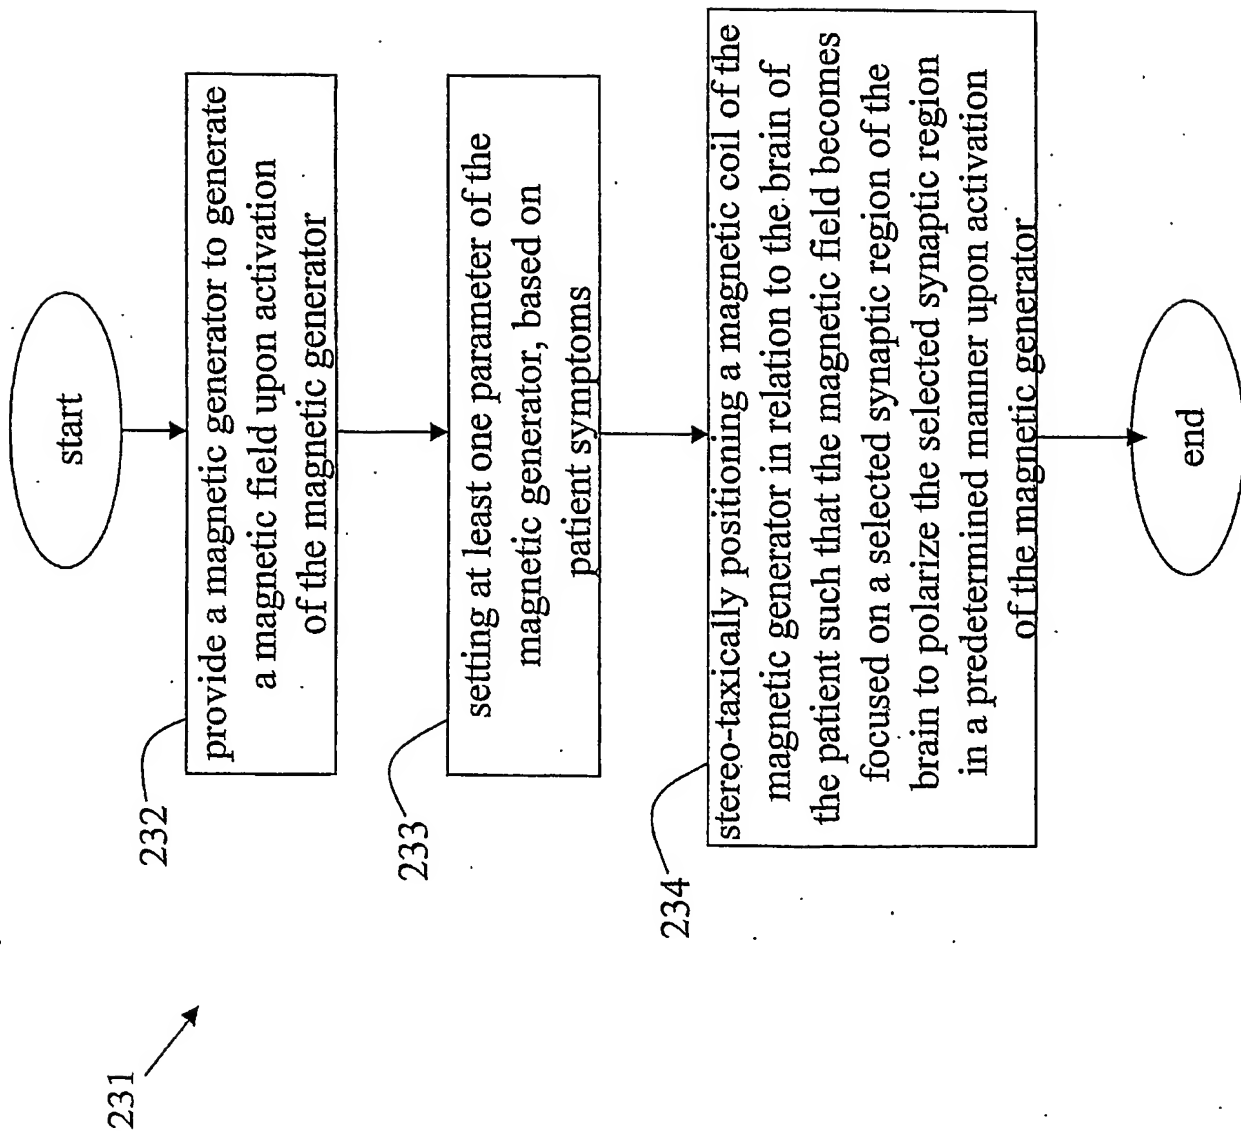 start
provide a magnetic generator to generate
a magnetic field upon activation
of the magnetic generator
232
setting at least one parameter of the
magnetic generator, based on
patient symptoms
233
stereo-taxically positioning a magnetic coil of the
magnetic generator in relation to the brain of
the patient such that the magnetic field becomes
focused on a selected synaptic region of the
brain to polarize the selected synaptic region
in a predetermined manner upon activation
of the magnetic generator
234
end
231